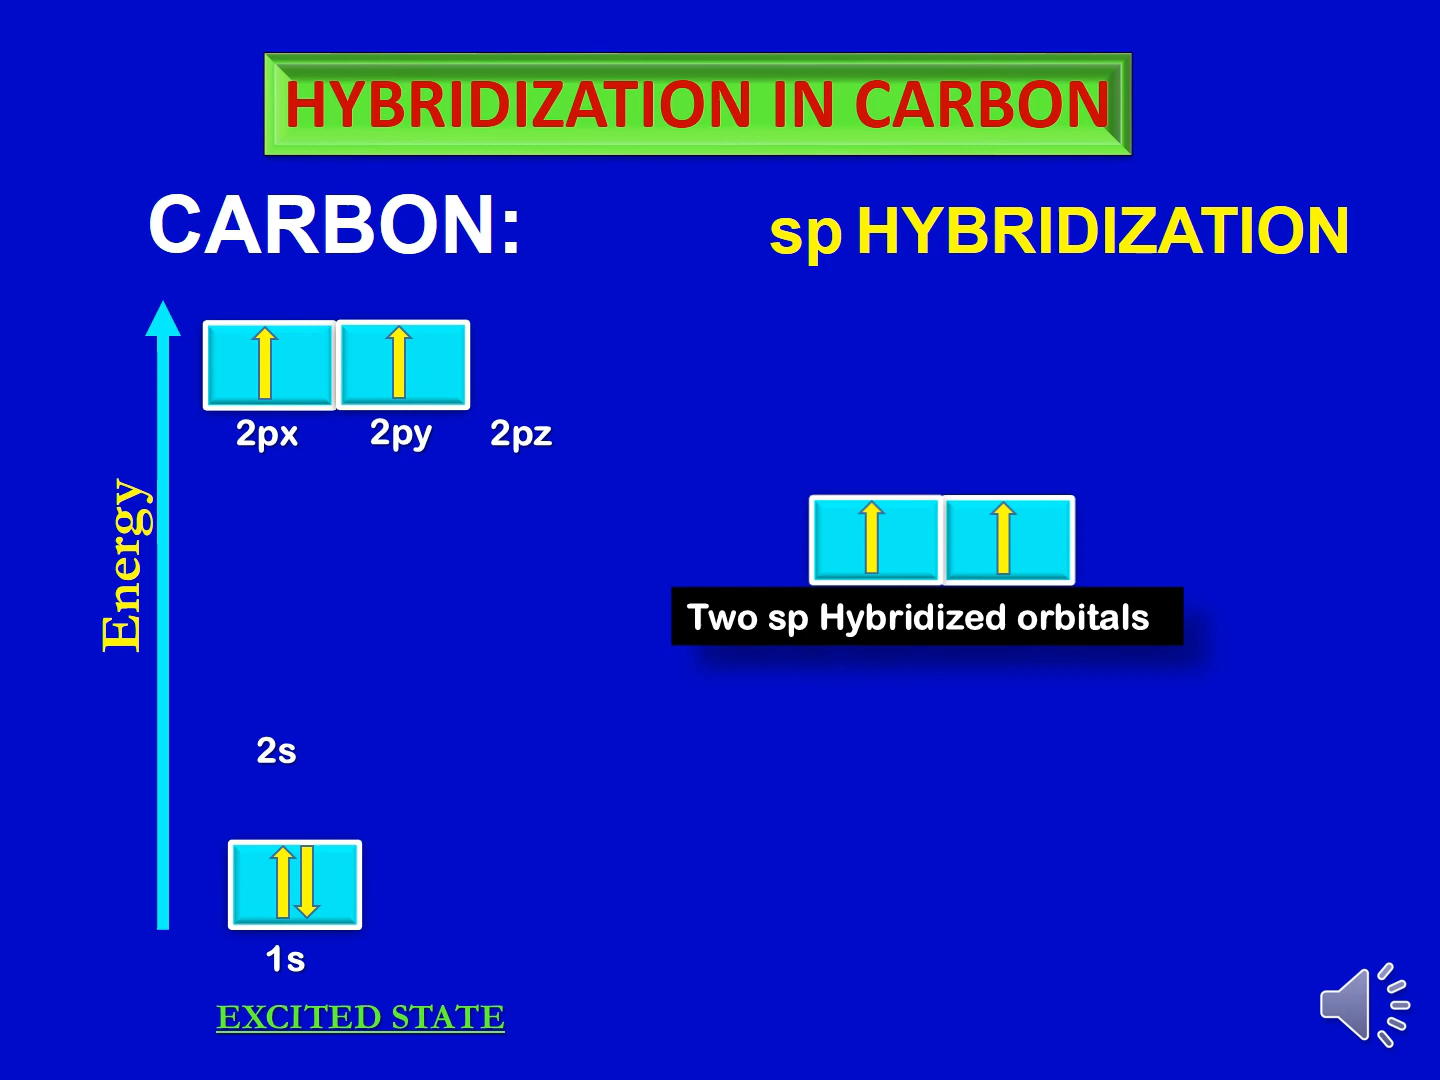 HYBRIDIZATION IN CARBON
CARBON:
sp HYBRIDIZATION
2px 2py 2pz
Energy
Two sp Hybridized orbitals
2s
1s
EXCITED STATE